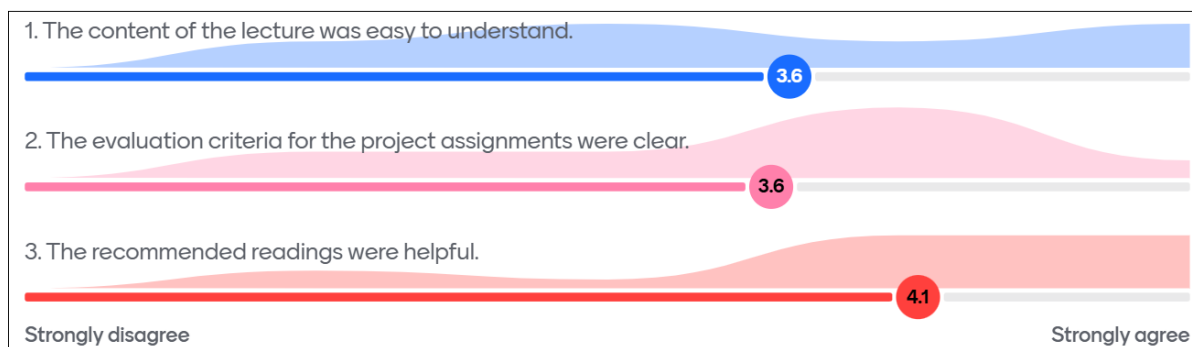 1. The content of the lecture was easy to understand.
3.6
2. The evaluation criteria for the project assignments were clear.
3.6
3. The recommended readings were helpful.
4.1
Strongly disagree
Strongly agree